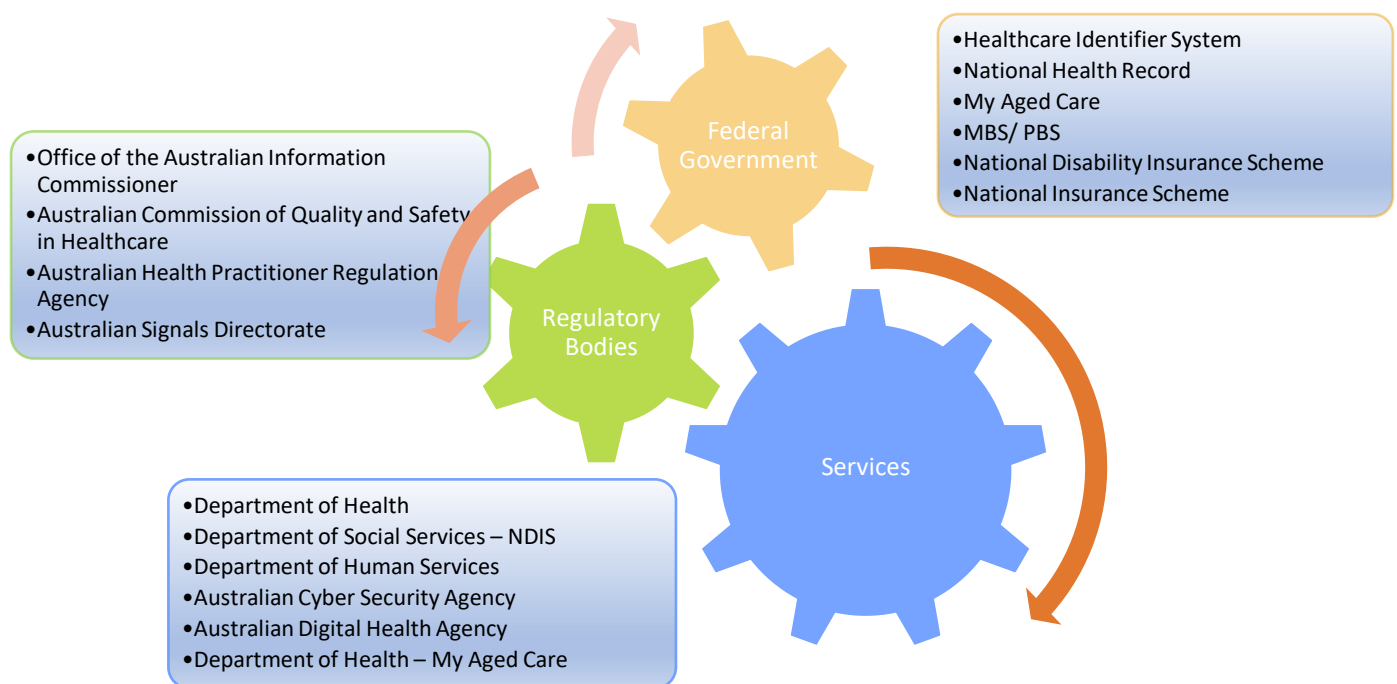 •Healthcare Identifier System
•National Health Record
•My Aged Care
•MBS/ PBS
•National Disability Insurance Scheme
•National Insurance Scheme
Federal
Government
•Office of the Australian Information
Commissioner
•Australian Commission of Quality and Safety
in Healthcare
•Australian Health Practitioner Regulation
Agency
•Australian Signals Directorate
Regulatory
Bodies
Services
•Department of Health
•Department of Social Services – NDIS
•Department of Human Services
•Australian Cyber Security Agency
•Australian Digital Health Agency
•Department of Health – My Aged Care